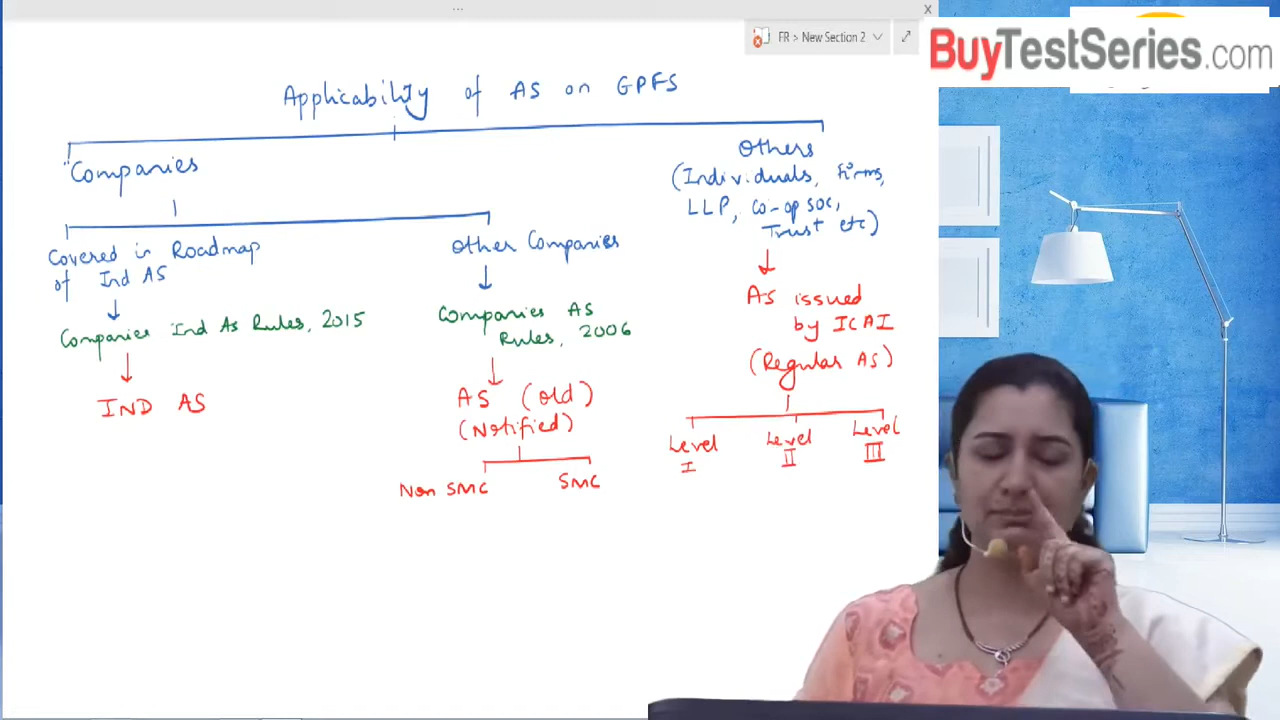 ...
x
FR > New Section 2
BuyTestSeries.com
Applicability of AS on GPFS
Companies
Others
(Individuals, Firms,
LLP, Co-op SOC,
Trust etc)
Covered in Roadmap
of Ind AS
Other Companies
Companies Ind As Rules, 2015
Companies AS
Rules, 2006
As issued
by ICAI
(Regular AS)
IND AS
AS (old)
(Notified)
Non SMC
SMC
Level
I
Level
II
Level
III